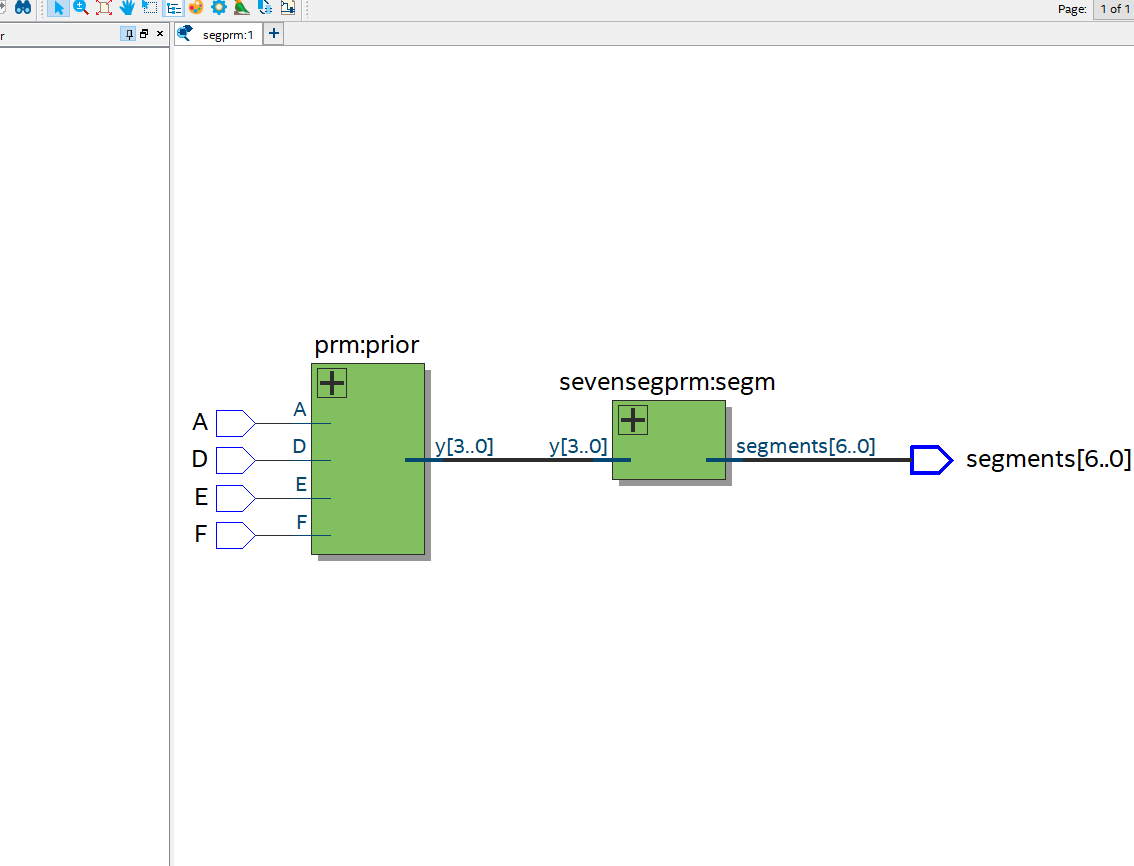 Page: 1 of 1
r
segprm:1
prm:prior
sevensegprm:segm
A A
D D y[3..0] y[3..0] segments[6..0] segments[6..0]
E E
F F